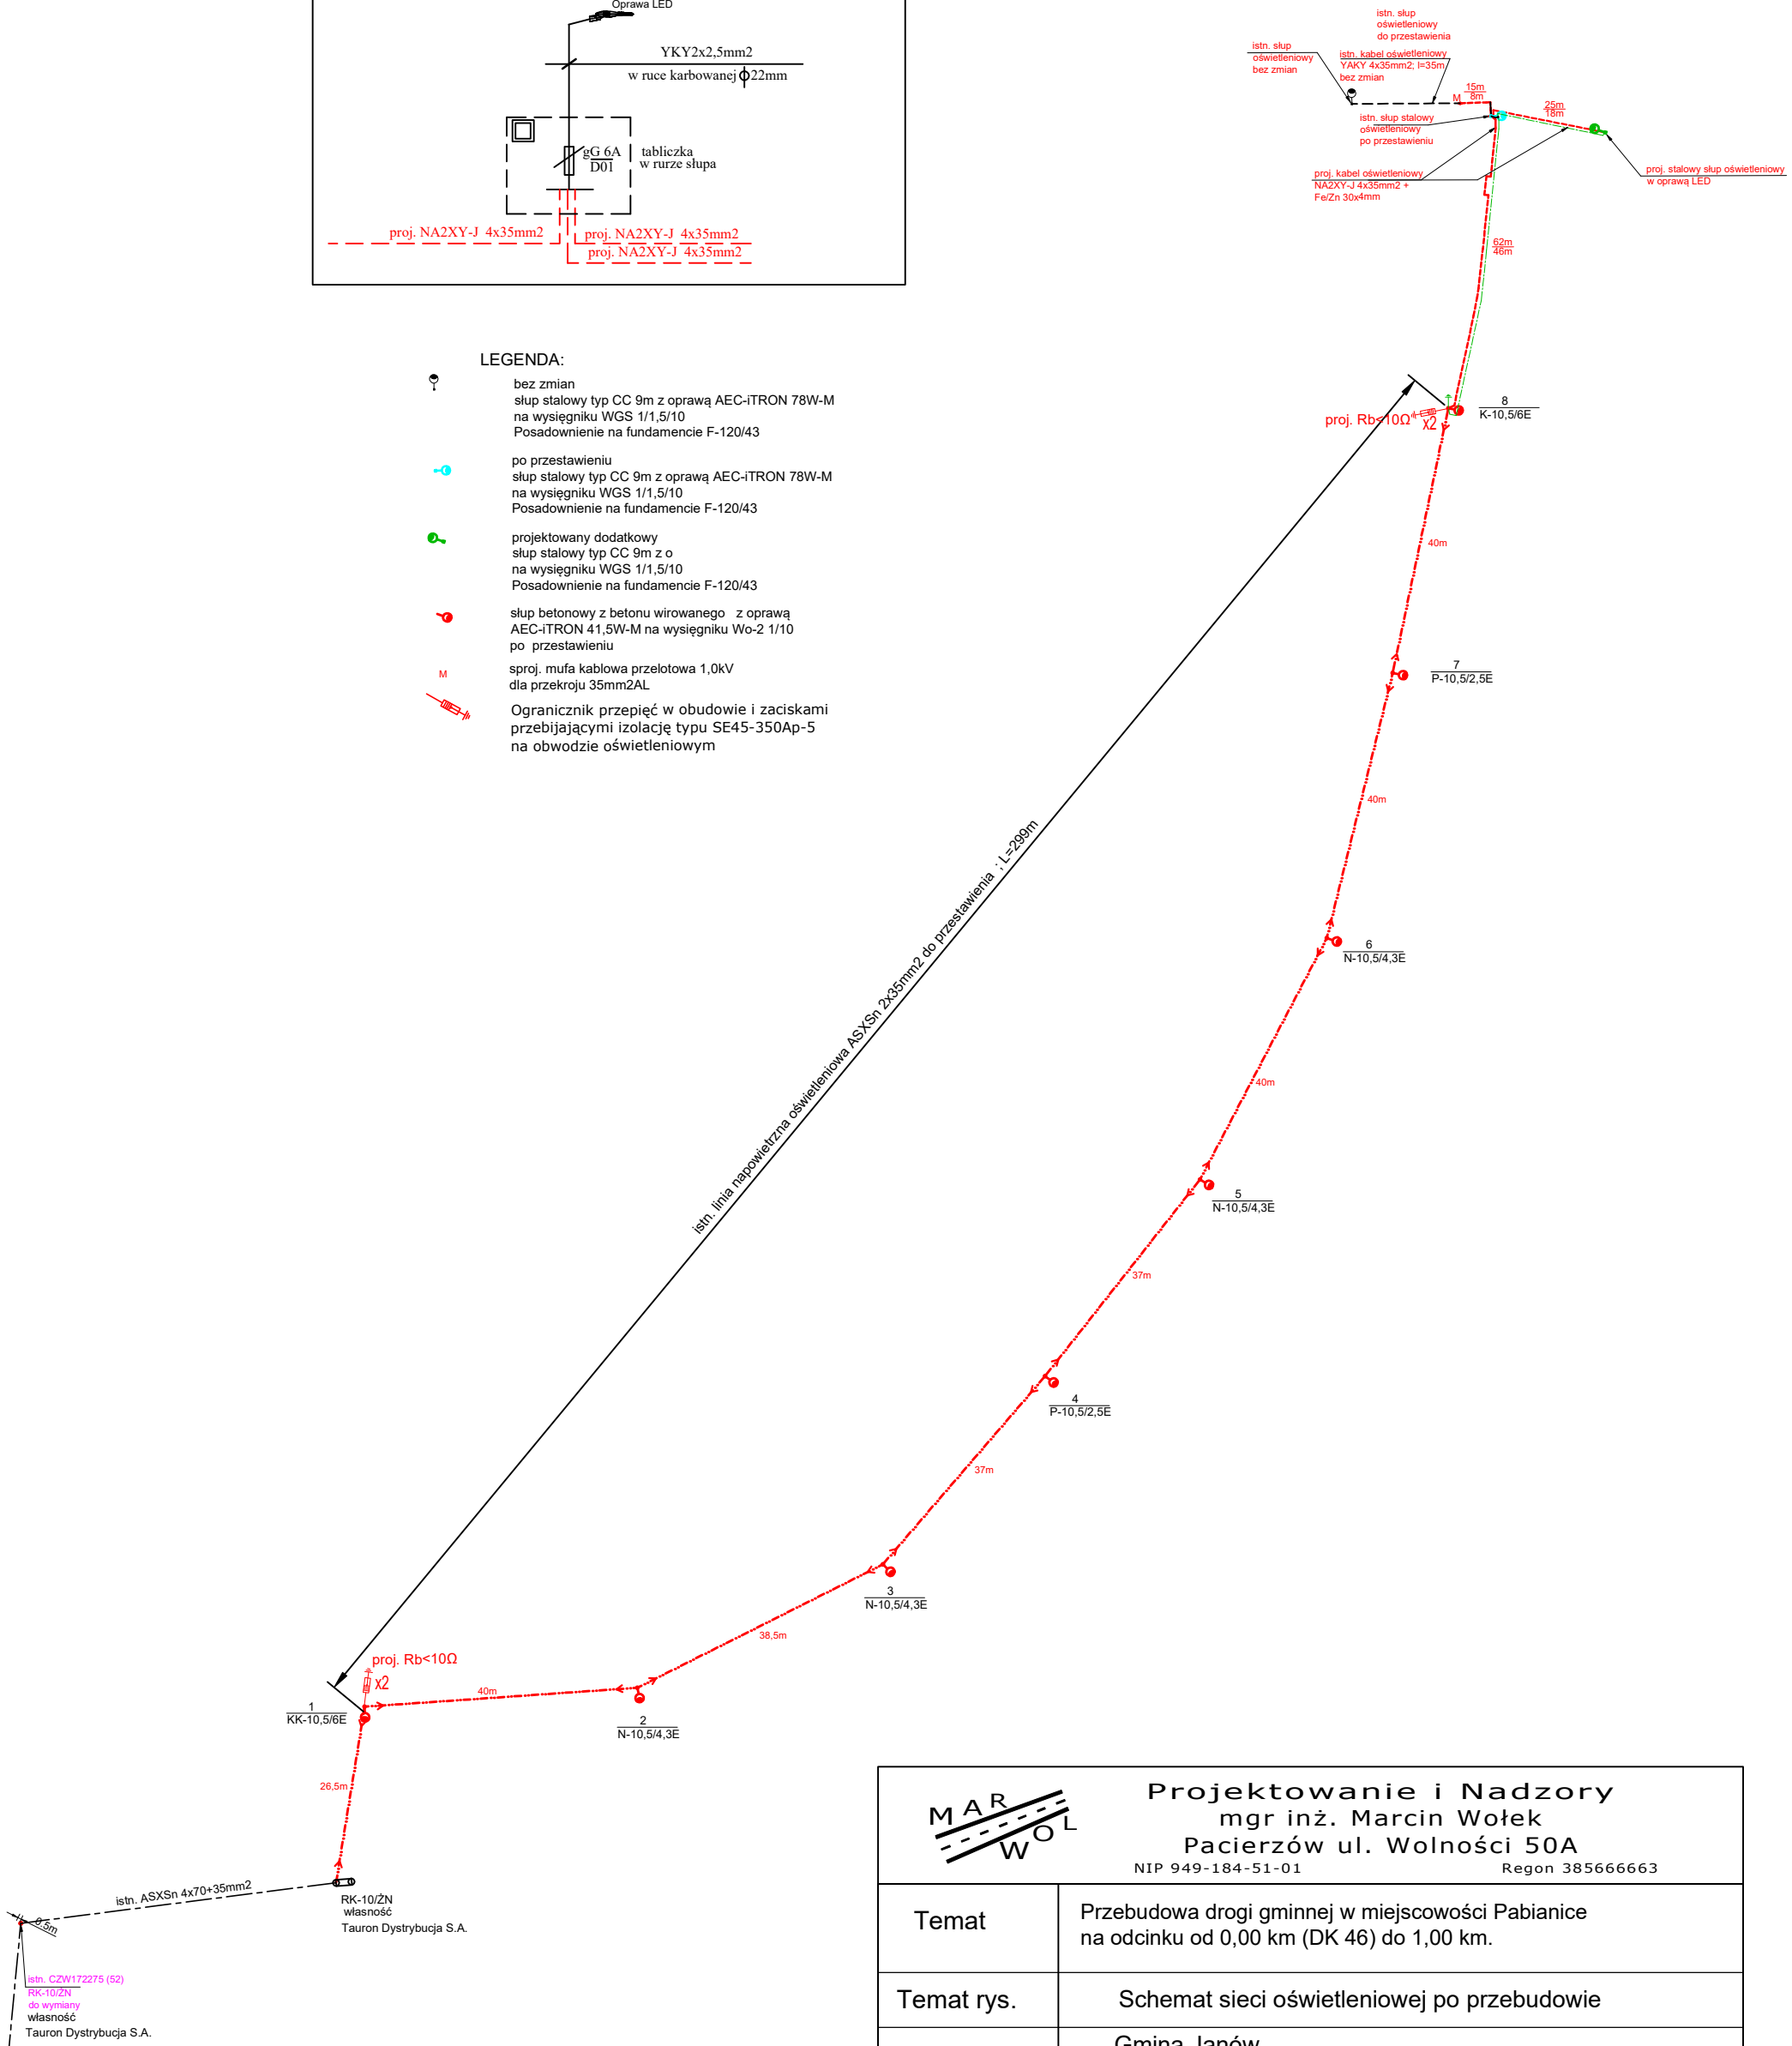 Oprawa LED
YKY2x2,5mm2
w ruce karbowanej ϕ22mm
gG 6A
D01
tabliczka
w rurze słupa
proj. NA2XY-J 4x35mm2
proj. NA2XY-J 4x35mm2
proj. NA2XY-J 4x35mm2
istn. słup
oświetleniowy
do przestawienia
istn. słup
oświetleniowy
bez zmian
istn. kabel oświetleniowy
YAKY 4x35mm2; l=35m
bez zmian
M
15m
8m
25m
18m
istn. słup stalowy
oświetleniowy
po przestawieniu
proj. kabel oświetleniowy
NA2XY-J 4x35mm2 +
Fe/Zn 30x4mm
proj. stalowy słup oświetleniowy
w oprawą LED
62m
46m
LEGENDA:
bez zmian
słup stalowy typ CC 9m z oprawą AEC-iTRON 78W-M
na wysięgniku WGS 1/1,5/10
Posadownienie na fundamencie F-120/43
po przestawieniu
słup stalowy typ CC 9m z oprawą AEC-iTRON 78W-M
na wysięgniku WGS 1/1,5/10
Posadownienie na fundamencie F-120/43
projektowany dodatkowy
słup stalowy typ CC 9m z o
na wysięgniku WGS 1/1,5/10
Posadownienie na fundamencie F-120/43
słup betonowy z betonu wirowanego z oprawą
AEC-iTRON 41,5W-M na wysięgniku Wo-2 1/10
po przestawieniu
M
sproj. mufa kablowa przelotowa 1,0kV
dla przekroju 35mm2AL
Ogranicznik przepięć w obudowie i zaciskami
przebijającymi izolację typu SE45-350Ap-5
na obwodzie oświetleniowym
proj. Rb<10Ω
x2
8
K-10,5/6E
40m
7
P-10,5/2,5E
40m
6
N-10,5/4,3E
40m
5
N-10,5/4,3E
37m
4
P-10,5/2,5E
37m
3
N-10,5/4,3E
38,5m
2
N-10,5/4,3E
40m
istn. linia napowietrzna oświetleniowa ASXSn 2x35mm2 do przestawienia ; L=299m
proj. Rb<10Ω
x2
1
KK-10,5/6E
26,5m
istn. ASXSn 4x70+35mm2
RK-10/ŻN
własność
Tauron Dystrybucja S.A.
0,5m
istn. CZW172275 (52)
RK-10/ŻN
do wymiany
własność
Tauron Dystrybucja S.A.
MAR
WOL
Projektowanie i Nadzory
mgr inż. Marcin Wołek
Pacierzów ul. Wolności 50A
NIP 949-184-51-01 Regon 385666663
Temat
Przebudowa drogi gminnej w miejscowości Pabianice
na odcinku od 0,00 km (DK 46) do 1,00 km.
Temat rys.
Schemat sieci oświetleniowej po przebudowie
Gmina Janów